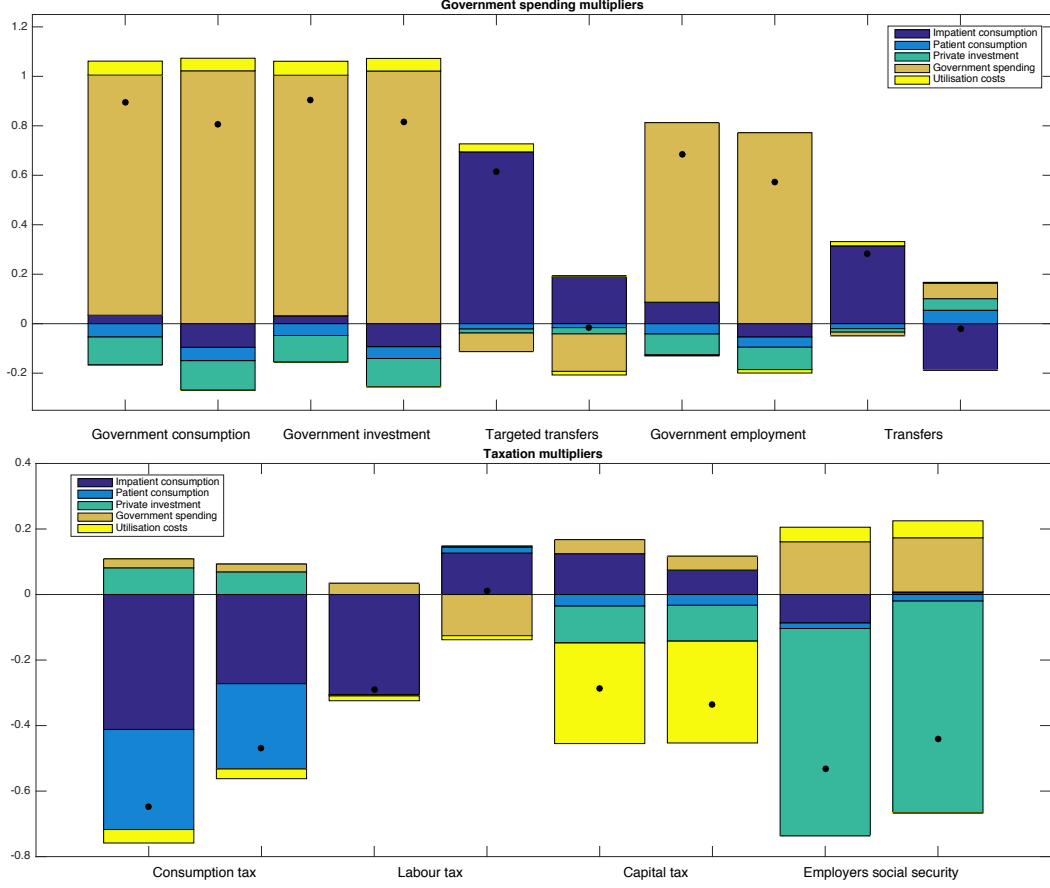 Government spending multipliers
1.2
1
0.8
0.6
0.4
0.2
0
-0.2
Impatient consumption
Patient consumption
Private investment
Government spending
Utilisation costs
Government consumption Government investment Targeted transfers Government employment Transfers
Taxation multipliers
0.4
0.2
0
-0.2
-0.4
-0.6
-0.8
Impatient consumption
Patient consumption
Private investment
Government spending
Utilisation costs
Consumption tax Labour tax Capital tax Employers social security